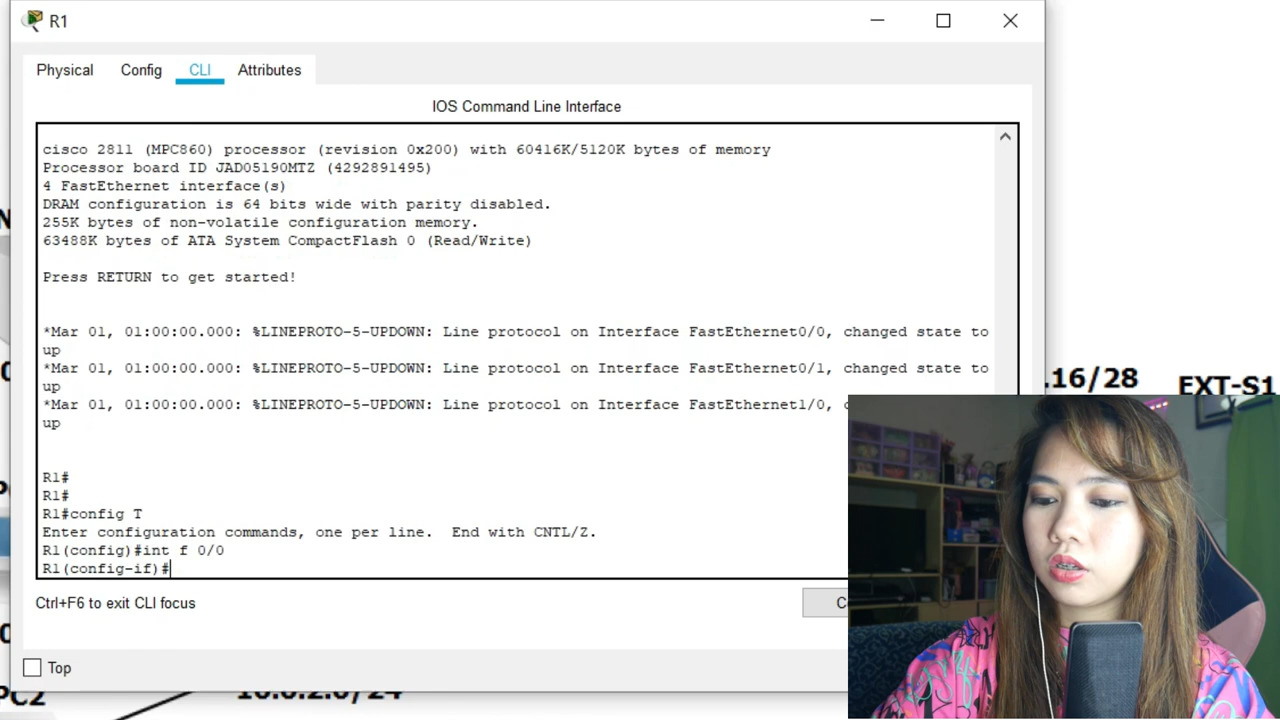 R1
Physical
Config
CLI
Attributes
IOS Command Line Interface
cisco 2811 (MPC860) processor (revision 0x200) with 60416K/5120K bytes of memory
Processor board ID JAD05190MTZ (4292891495)
4 FastEthernet interface(s)
DRAM configuration is 64 bits wide with parity disabled.
255K bytes of non-volatile configuration memory.
63488K bytes of ATA System CompactFlash 0 (Read/Write)
Press RETURN to get started!
*Mar 01, 01:00:00.000: %LINEPROTO-5-UPDOWN: Line protocol on Interface FastEthernet0/0, changed state to
up
*Mar 01, 01:00:00.000: %LINEPROTO-5-UPDOWN: Line protocol on Interface FastEthernet0/1, changed state to
up
*Mar 01, 01:00:00.000: %LINEPROTO-5-UPDOWN: Line protocol on Interface FastEthernet1/0,
up
R1#
R1#
R1#config T
Enter configuration commands, one per line.  End with CNTL/Z.
R1(config)#int f 0/0
R1(config-if)#
Ctrl+F6 to exit CLI focus
Top
.16/28
EXT-S1
PC2